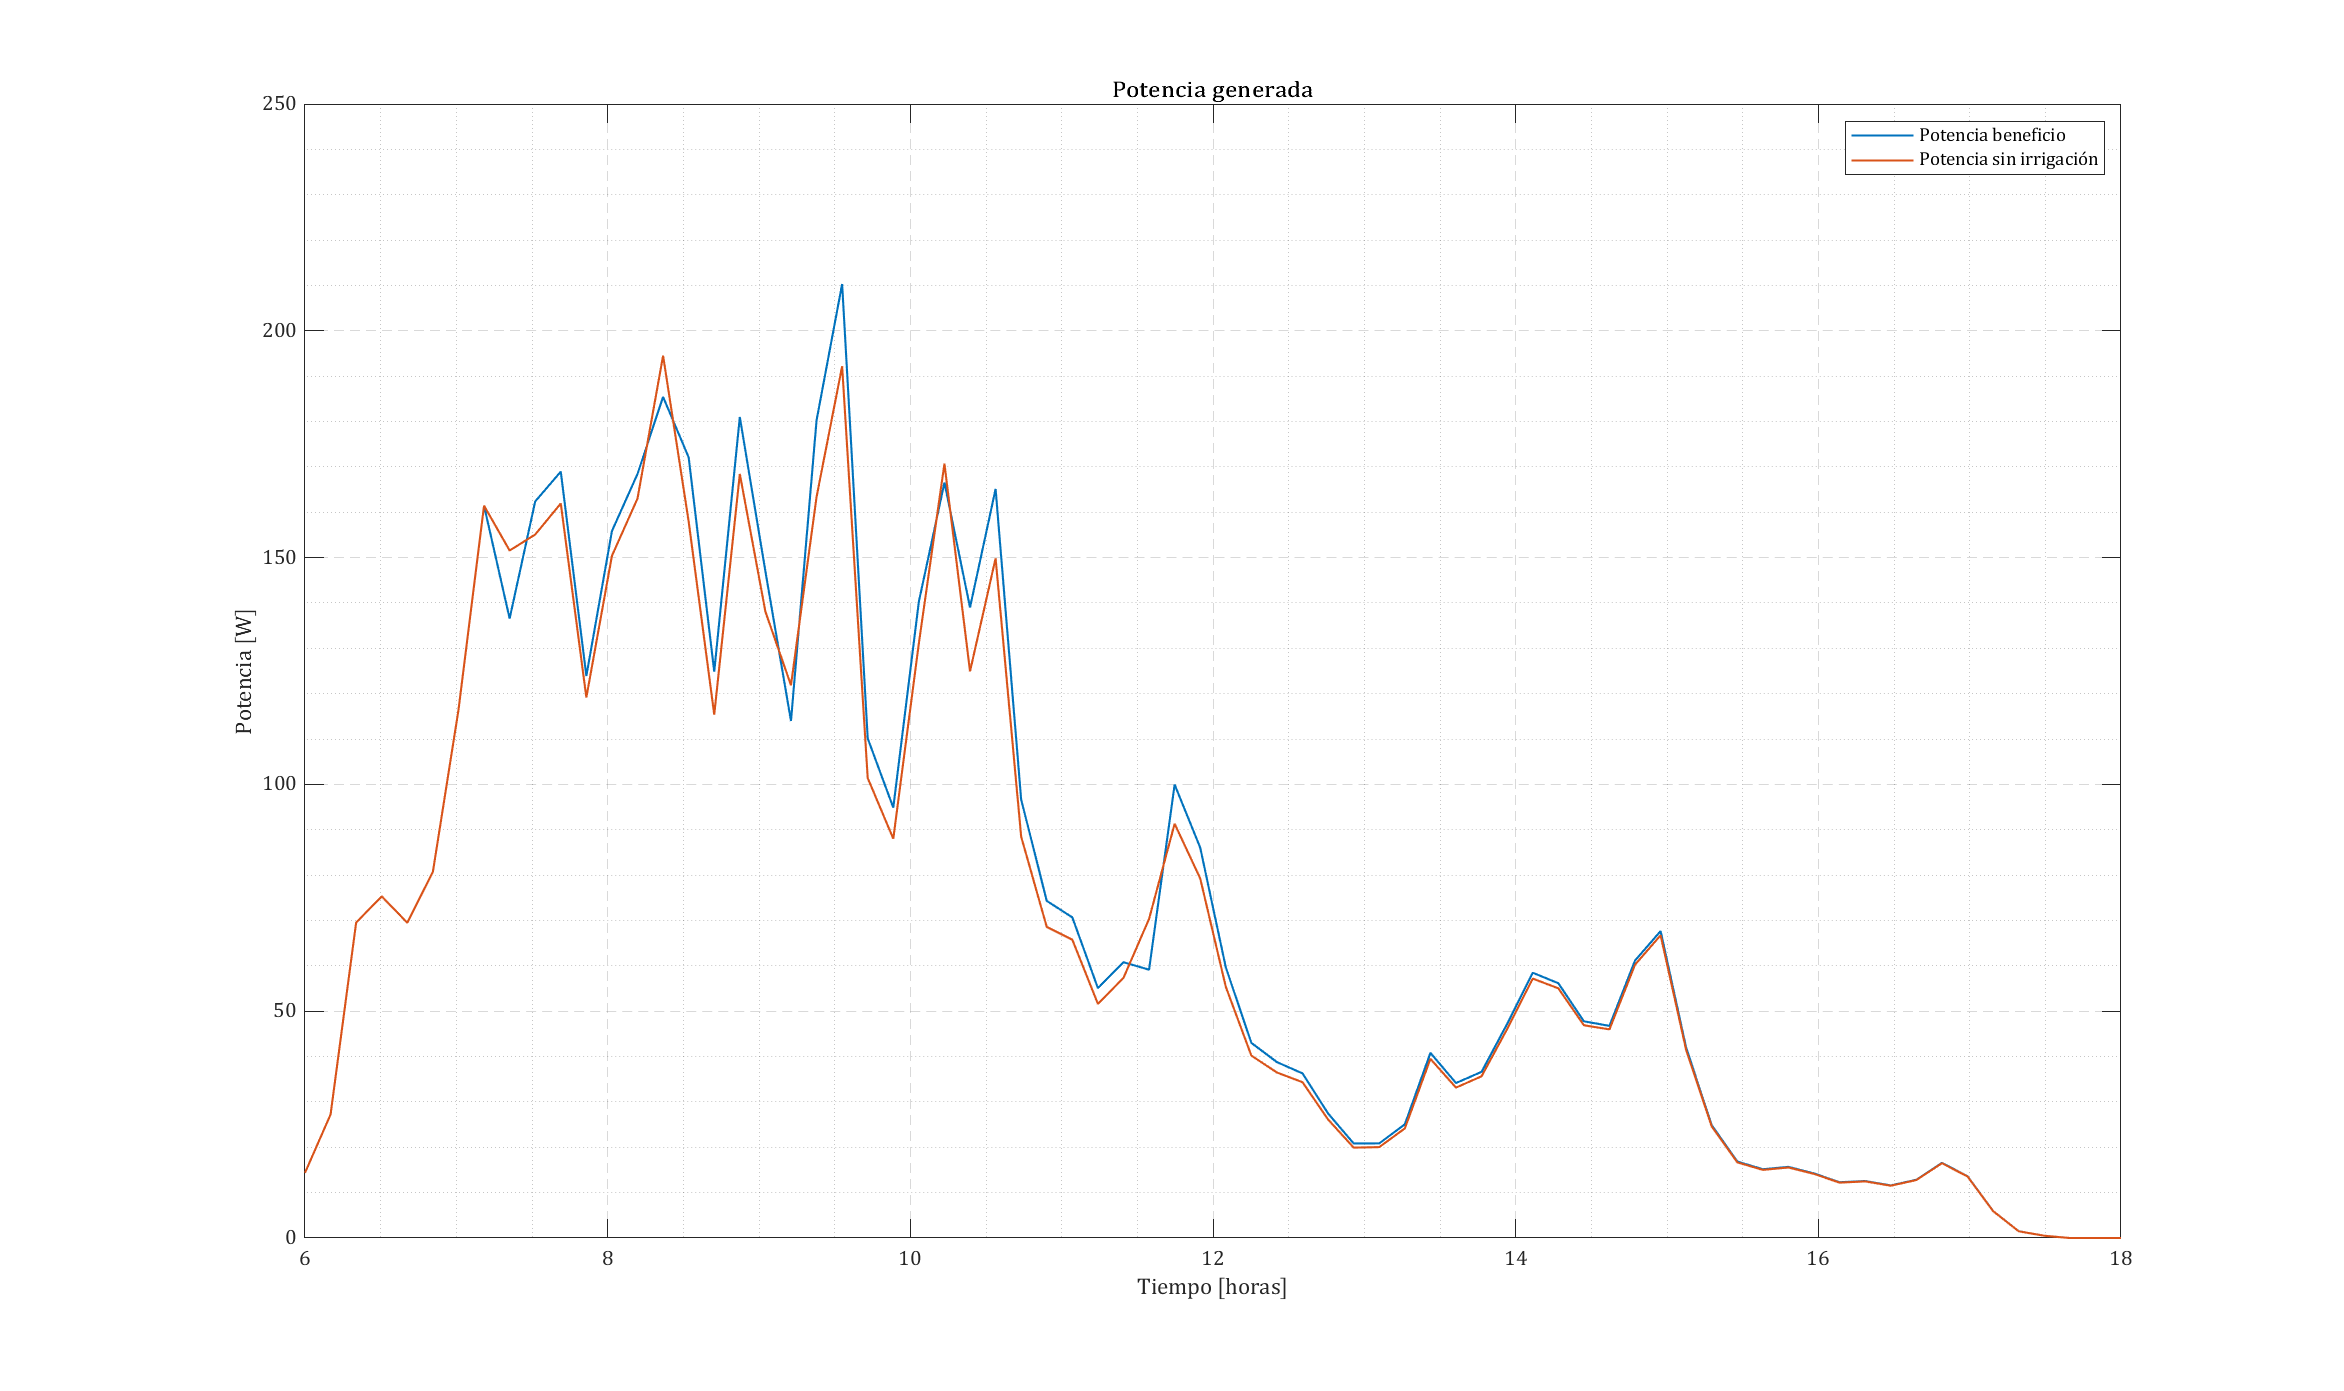 Potencia generada
250
Potencia beneficio
Potencia sin irrigación
200
150
Potencia [W]
100
50
0
6 8 10 12 14 16 18
Tiempo [horas]